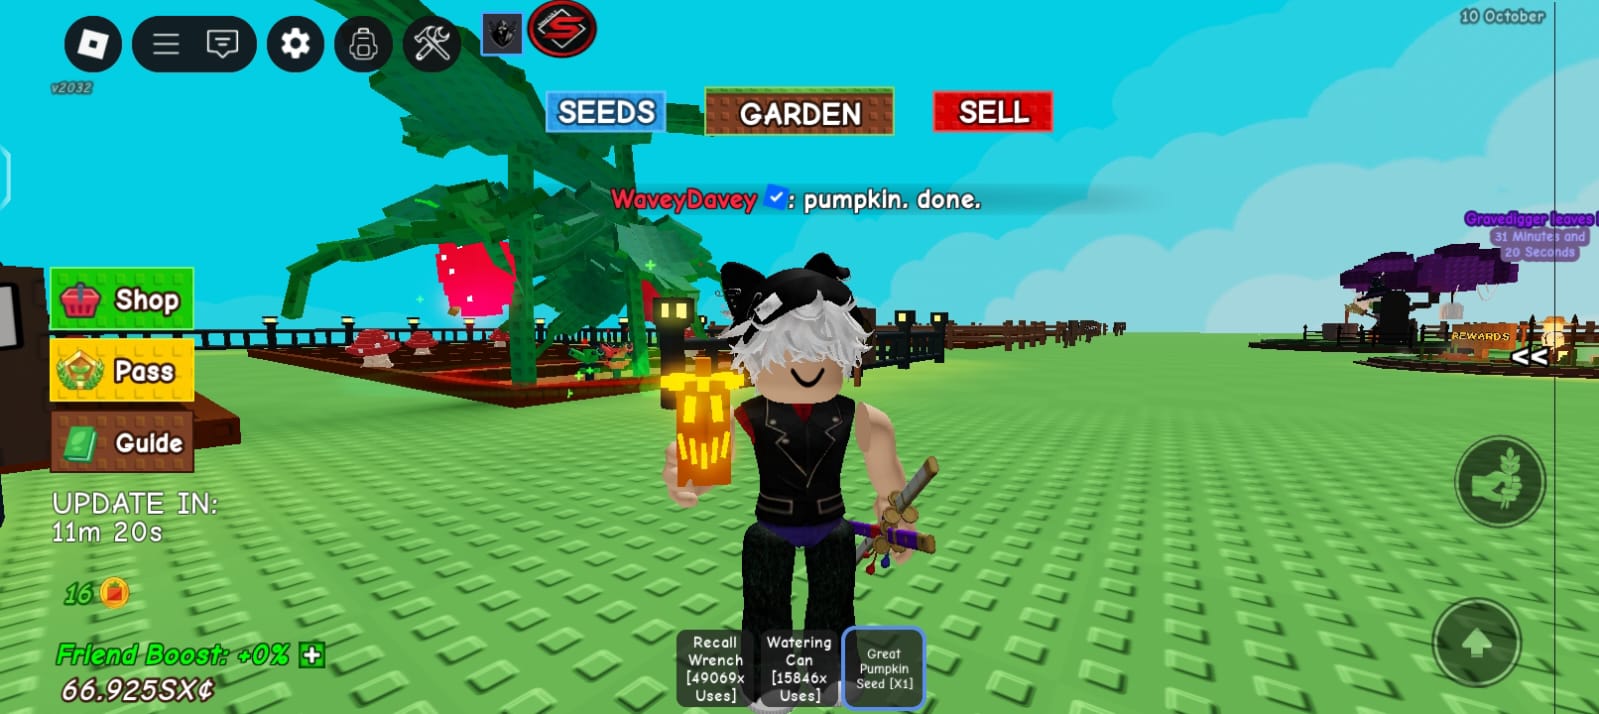 10 October
v2032
SEEDS
GARDEN
SELL
WaveyDavey : pumpkin. done.
Gravedigger leaves
31 Minutes and
20 Seconds
Shop
REWARDS
<<
Pass
Guide
UPDATE IN:
11m 20s
16
Friend Boost: +0% +
66.925SX¢
Recall
Wrench
[49069x
Uses]
Watering
Can
[15846x
Uses]
Great
Pumpkin
Seed [X1]